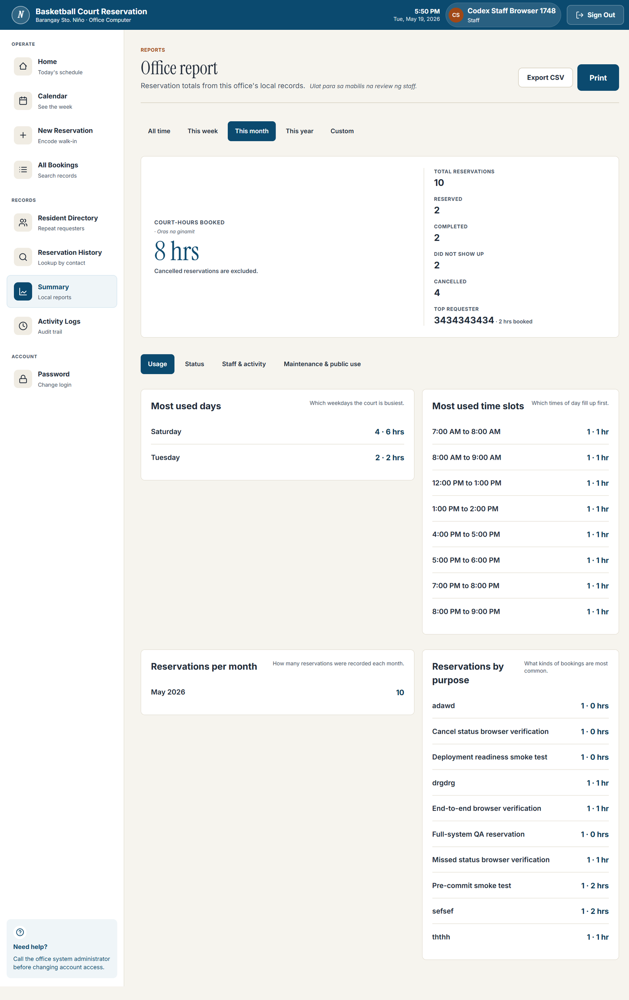 N
Basketball Court Reservation
Barangay Sto. Niño · Office Computer
5:50 PM
Tue, May 19, 2026
CS
Codex Staff Browser 1748
Staff
Sign Out
OPERATE
Home
Today's schedule
Calendar
See the week
New Reservation
Encode walk-in
All Bookings
Search records
RECORDS
Resident Directory
Repeat requesters
Reservation History
Lookup by contact
Summary
Local reports
Activity Logs
Audit trail
ACCOUNT
Password
Change login
Need help?
Call the office system administrator
before changing account access.
REPORTS
Office report
Reservation totals from this office's local records. Ulat para sa mabilis na review ng staff.
Export CSV
Print
All time
This week
This month
This year
Custom
COURT-HOURS BOOKED
· Oras na ginamit
8 hrs
Cancelled reservations are excluded.
TOTAL RESERVATIONS
10
RESERVED
2
COMPLETED
2
DID NOT SHOW UP
2
CANCELLED
4
TOP REQUESTER
3434343434 · 2 hrs booked
Usage
Status
Staff & activity
Maintenance & public use
Most used days
Which weekdays the court is busiest.
Saturday 4 · 6 hrs
Tuesday 2 · 2 hrs
Most used time slots
Which times of day fill up first.
7:00 AM to 8:00 AM 1 · 1 hr
8:00 AM to 9:00 AM 1 · 1 hr
12:00 PM to 1:00 PM 1 · 1 hr
1:00 PM to 2:00 PM 1 · 1 hr
4:00 PM to 5:00 PM 1 · 1 hr
5:00 PM to 6:00 PM 1 · 1 hr
7:00 PM to 8:00 PM 1 · 1 hr
8:00 PM to 9:00 PM 1 · 1 hr
Reservations per month
How many reservations were recorded each month.
May 2026 10
Reservations by
purpose
What kinds of bookings are most
common.
adawd 1 · 0 hrs
Cancel status browser verification 1 · 0 hrs
Deployment readiness smoke test 1 · 0 hrs
drgdrg 1 · 1 hr
End-to-end browser verification 1 · 1 hr
Full-system QA reservation 1 · 0 hrs
Missed status browser verification 1 · 1 hr
Pre-commit smoke test 1 · 2 hrs
sefsef 1 · 2 hrs
ththh 1 · 1 hr